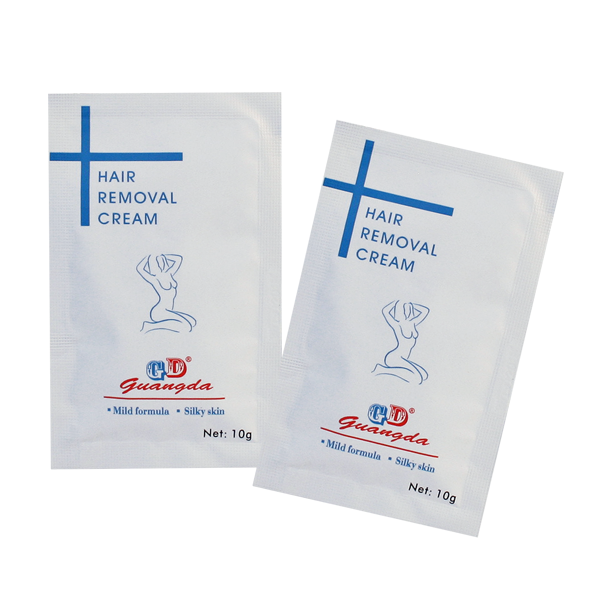 HAIR
REMOVAL
CREAM
GD®
Guangda
▪ Mild formula ▪ Silky skin
Net: 10g
HAIR
REMOVAL
CREAM
GD®
Guangda
▪ Mild formula ▪ Silky skin
Net: 10g